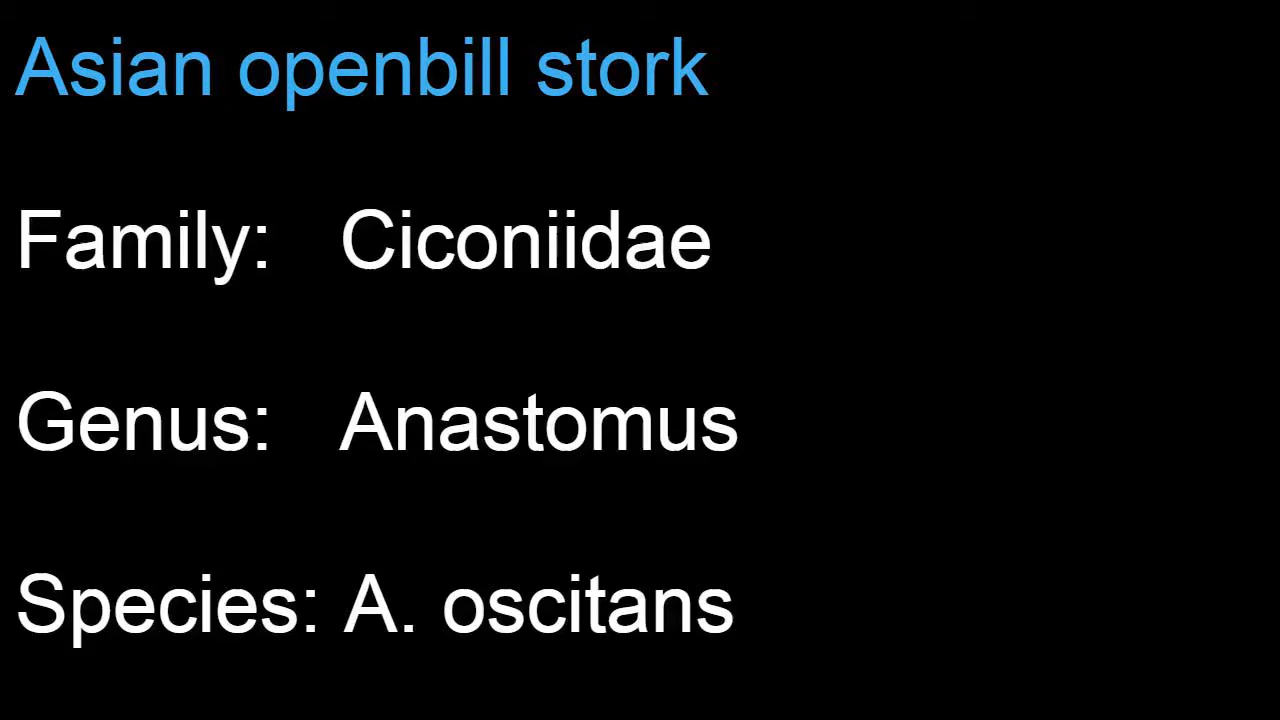 Asian openbill stork
Family: Ciconiidae
Genus: Anastomus
Species: A. oscitans